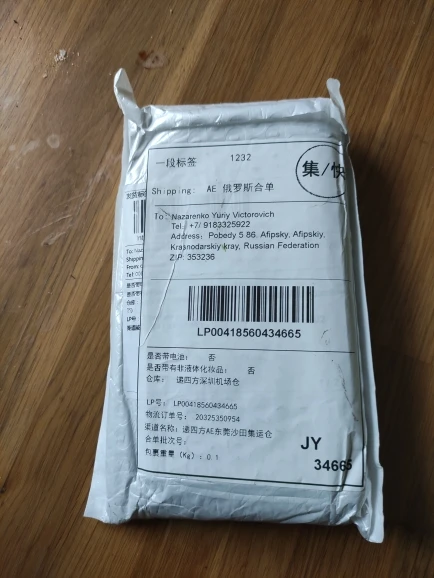 一段标签 1232
集/快
Shipping: AE 俄罗斯合单
To: Nazarenko Yuriy Victorovich
Tel: +7/ 9183325922
Address: Pobedy 5 86, Afipsky, Afipskiy,
Krasnodarskiy kray, Russian Federation
ZIP: 353236
LP00418560434665
是否带电池: 否
是否带有非液体化妆品: 否
仓库: 递四方深圳机场仓
LP号: LP00418560434665
物流订单号: 20325350954
渠道名称: 递四方AE东莞沙田集运仓
合单批次号:
包裹重量 (Kg) : 0.1
JY
34665